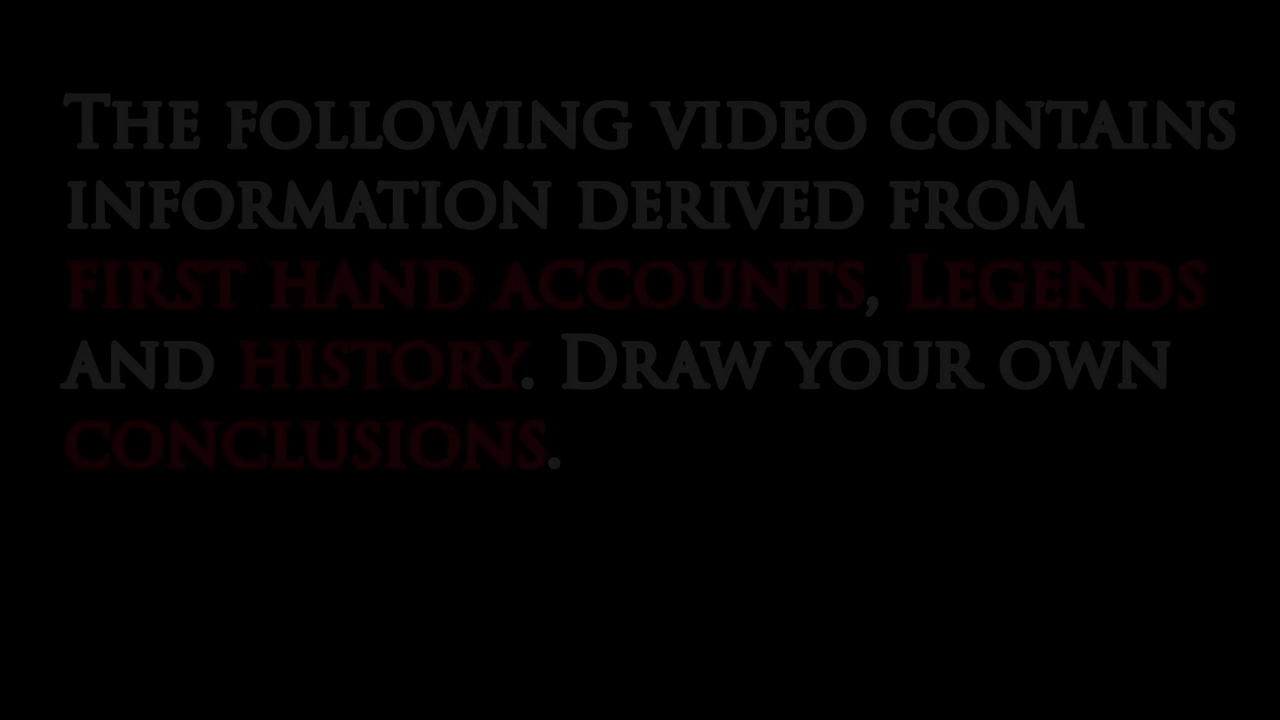 The following video contains
information derived from
first hand accounts, Legends
and history. Draw your own
conclusions.